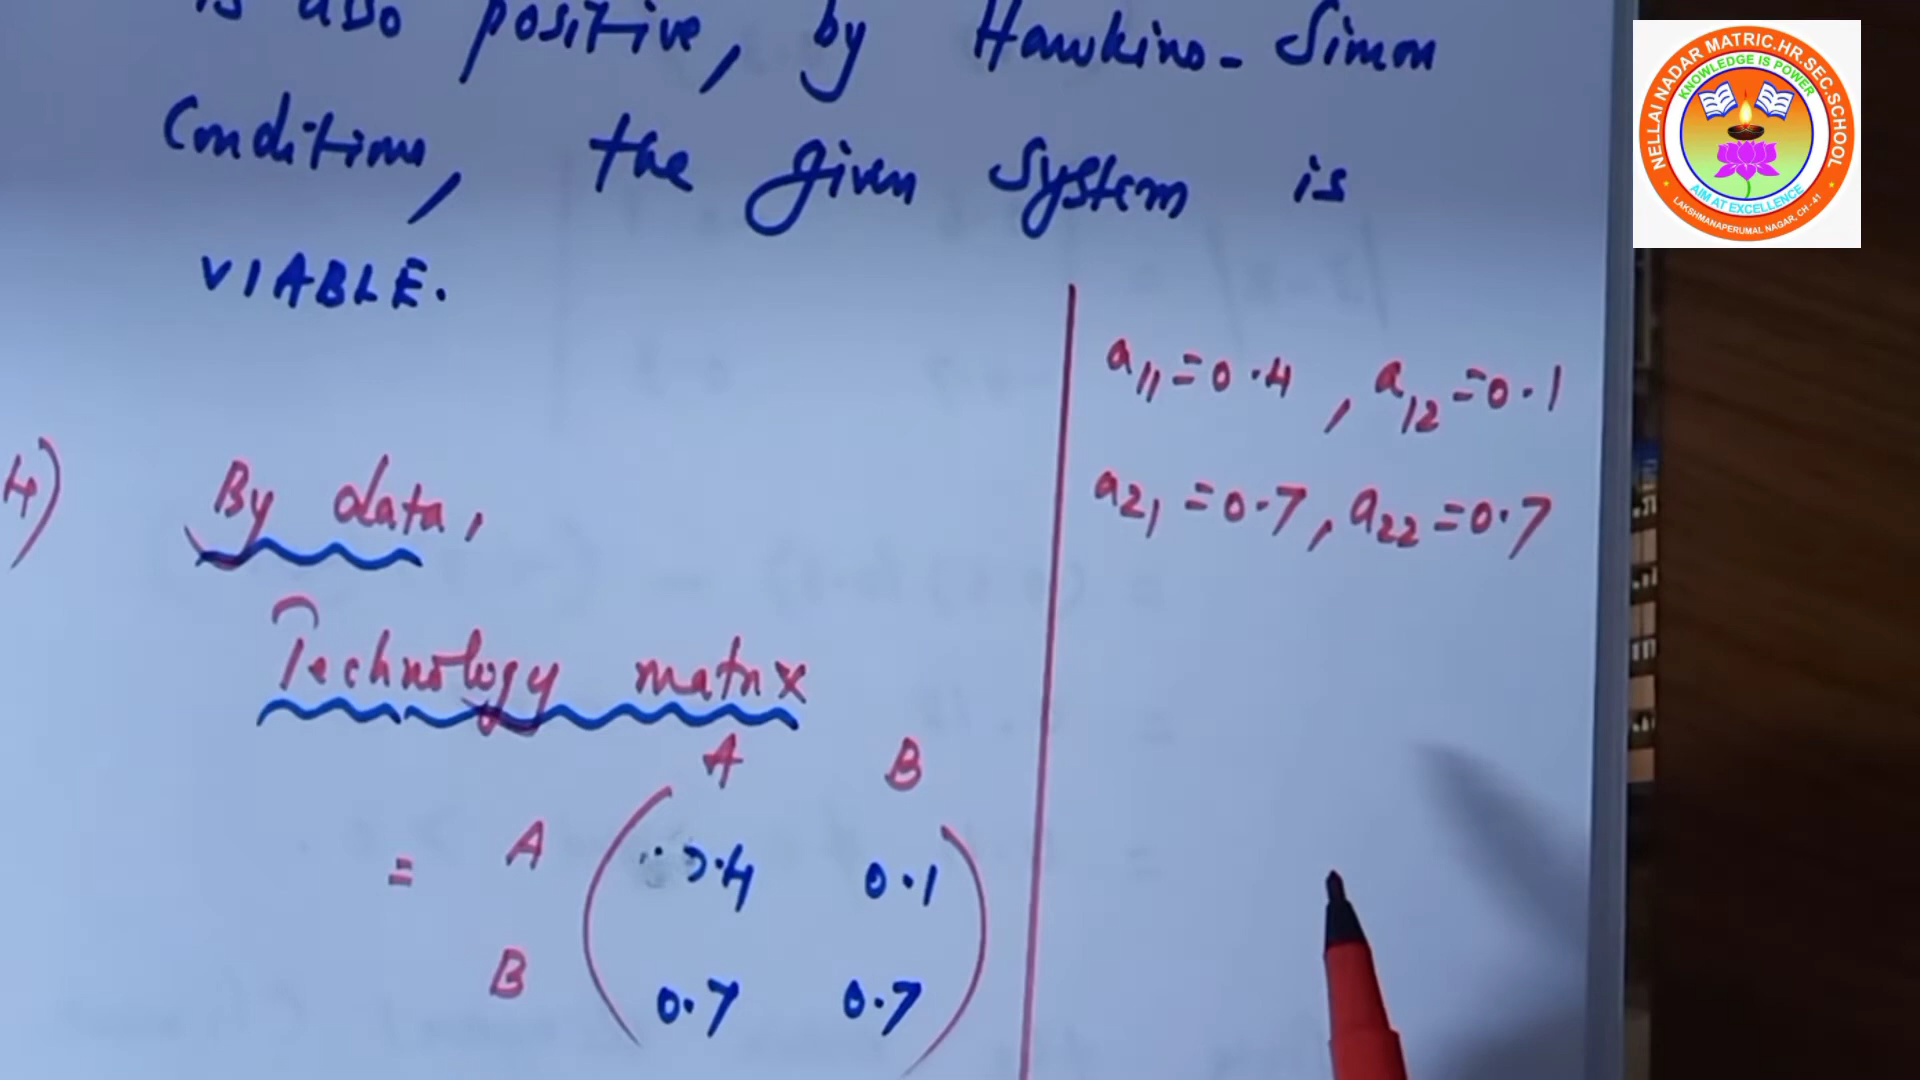 is also positive, by Hawkins-Simon
Conditions, the given System is
VIABLE.
a11=0.4, a12=0.1
a21=0.7, a22=0.7
4) By data,
Technology matrix
A B
= A 0.4 0.1
B 0.7 0.7
NELLAI NADAR MATRIC.HR.SEC.SCHOOL
KNOWLEDGE IS POWER
AIM AT EXCELLENCE
LAKSHMANAPERUMAL NAGAR, CH - 41